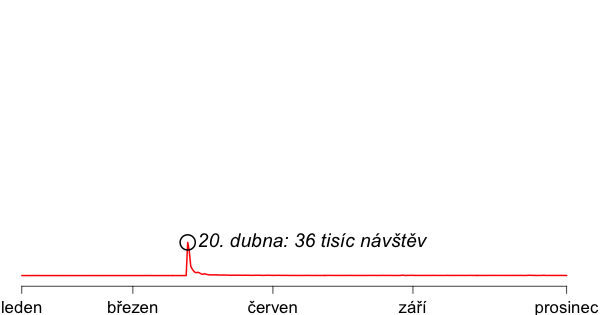 20. dubna: 36 tisíc návštěv
leden březen červen září prosinec